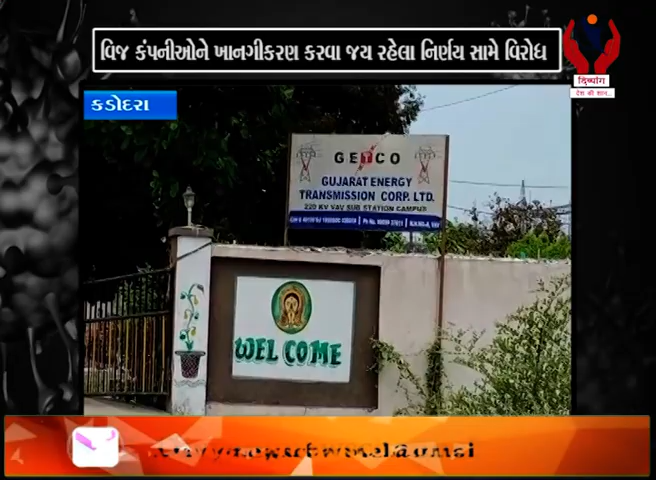 વિજ કંપનીઓને ખાનગીકરણ કરવા જય રહેલા નિર્ણય સામે વિરોધ
दिव्यांग
देश की शान..
કડોદરા
GETCO
GUJARAT ENERGY
TRANSMISSION CORP. LTD.
220 KV VAV SUB STATION CAMPUS
WEL COME